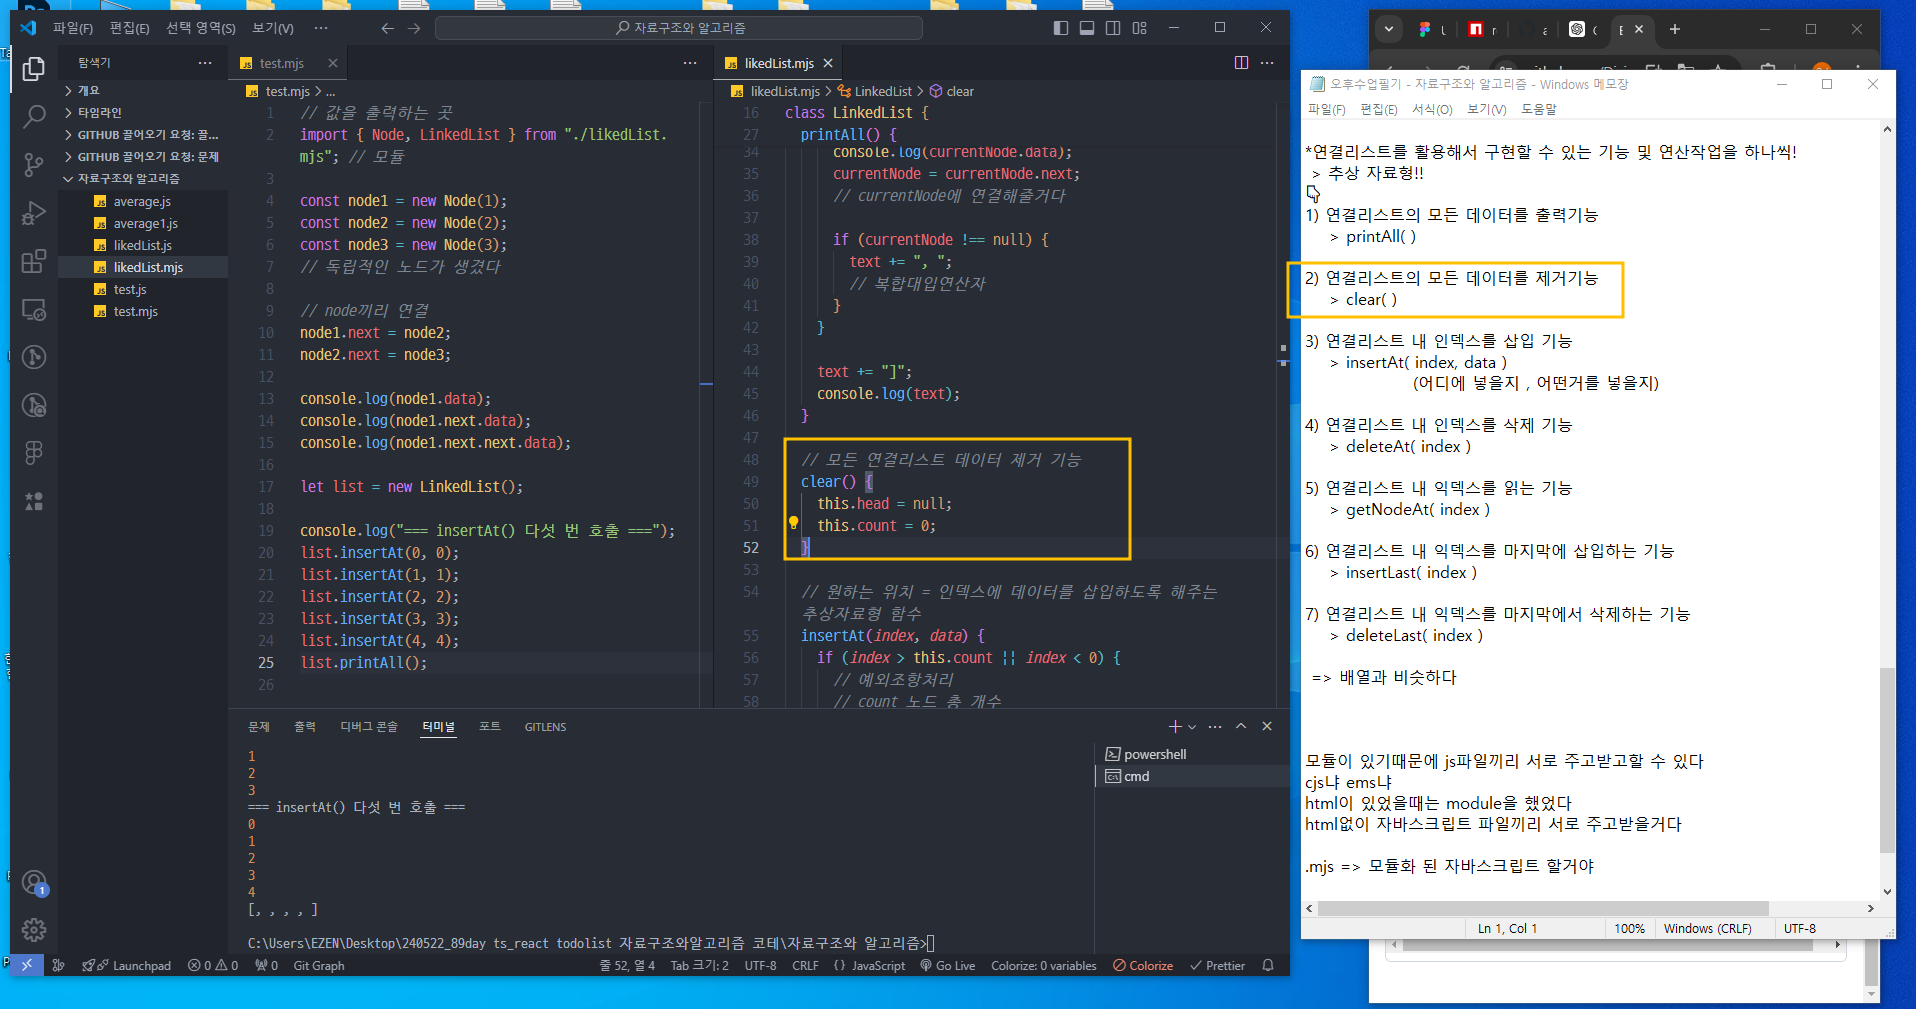 파일(F) 편집(E) 선택 영역(S) 보기(V) ··· 자료구조와 알고리즘
탐색기
개요
타임라인
GITHUB 끌어오기 요청: 끌...
GITHUB 끌어오기 요청: 문제
자료구조와 알고리즘
average.js
average1.js
likedList.js
likedList.mjs
test.js
test.mjs
test.mjs
test.mjs > ...
1 // 값을 출력하는 곳
2 import { Node, LinkedList } from "./likedList.
mjs"; // 모듈
3
4 const node1 = new Node(1);
5 const node2 = new Node(2);
6 const node3 = new Node(3);
7 // 독립적인 노드가 생겼다
8
9 // node끼리 연결
10 node1.next = node2;
11 node2.next = node3;
12
13 console.log(node1.data);
14 console.log(node1.next.data);
15 console.log(node1.next.next.data);
16
17 let list = new LinkedList();
18
19 console.log("=== insertAt() 다섯 번 호출 ===");
20 list.insertAt(0, 0);
21 list.insertAt(1, 1);
22 list.insertAt(2, 2);
23 list.insertAt(3, 3);
24 list.insertAt(4, 4);
25 list.printAll();
26
likedList.mjs
likedList.mjs > LinkedList > clear
16 class LinkedList {
27 printAll() {
34 console.log(currentNode.data);
35 currentNode = currentNode.next;
36 // currentNode에 연결해줄거다
37
38 if (currentNode !== null) {
39 text += ", ";
40 // 복합대입연산자
41 }
42 }
43
44 text += "]";
45 console.log(text);
46 }
47
48 // 모든 연결리스트 데이터 제거 기능
49 clear() {
50 this.head = null;
51 this.count = 0;
52 }
53
54 // 원하는 위치 = 인덱스에 데이터를 삽입하도록 해주는
추상자료형 함수
55 insertAt(index, data) {
56 if (index > this.count || index < 0) {
57 // 예외조항처리
58 // count 노드 총 개수
문제 출력 디버그 콘솔 터미널 포트 GITLENS
1
2
3
=== insertAt() 다섯 번 호출 ===
0
1
2
3
4
[, , , , ]
C:\Users\EZEN\Desktop\240522_89day ts_react todolist 자료구조와알고리즘 코테\자료구조와 알고리즘>
powershell
cmd
1
Launchpad 0 0 0 Git Graph 줄 52, 열 4 Tab 크기: 2 UTF-8 CRLF {} JavaScript Go Live Colorize: 0 variables Colorize Prettier
오후수업필기 - 자료구조와 알고리즘 - Windows 메모장
파일(F) 편집(E) 서식(O) 보기(V) 도움말
*연결리스트를 활용해서 구현할 수 있는 기능 및 연산작업을 하나씩!
> 추상 자료형!!
1) 연결리스트의 모든 데이터를 출력기능
> printAll( )
2) 연결리스트의 모든 데이터를 제거기능
> clear( )
3) 연결리스트 내 인덱스를 삽입 기능
> insertAt( index, data )
(어디에 넣을지 , 어떤거를 넣을지)
4) 연결리스트 내 인덱스를 삭제 기능
> deleteAt( index )
5) 연결리스트 내 익덱스를 읽는 기능
> getNodeAt( index )
6) 연결리스트 내 익덱스를 마지막에 삽입하는 기능
> insertLast( index )
7) 연결리스트 내 익덱스를 마지막에서 삭제하는 기능
> deleteLast( index )
=> 배열과 비슷하다
모듈이 있기때문에 js파일끼리 서로 주고받고할 수 있다
cjs냐 ems냐
html이 있었을때는 module을 했었다
html없이 자바스크립트 파일끼리 서로 주고받을거다
.mjs => 모듈화 된 자바스크립트 할거야
Ln 1, Col 1 100% Windows (CRLF) UTF-8